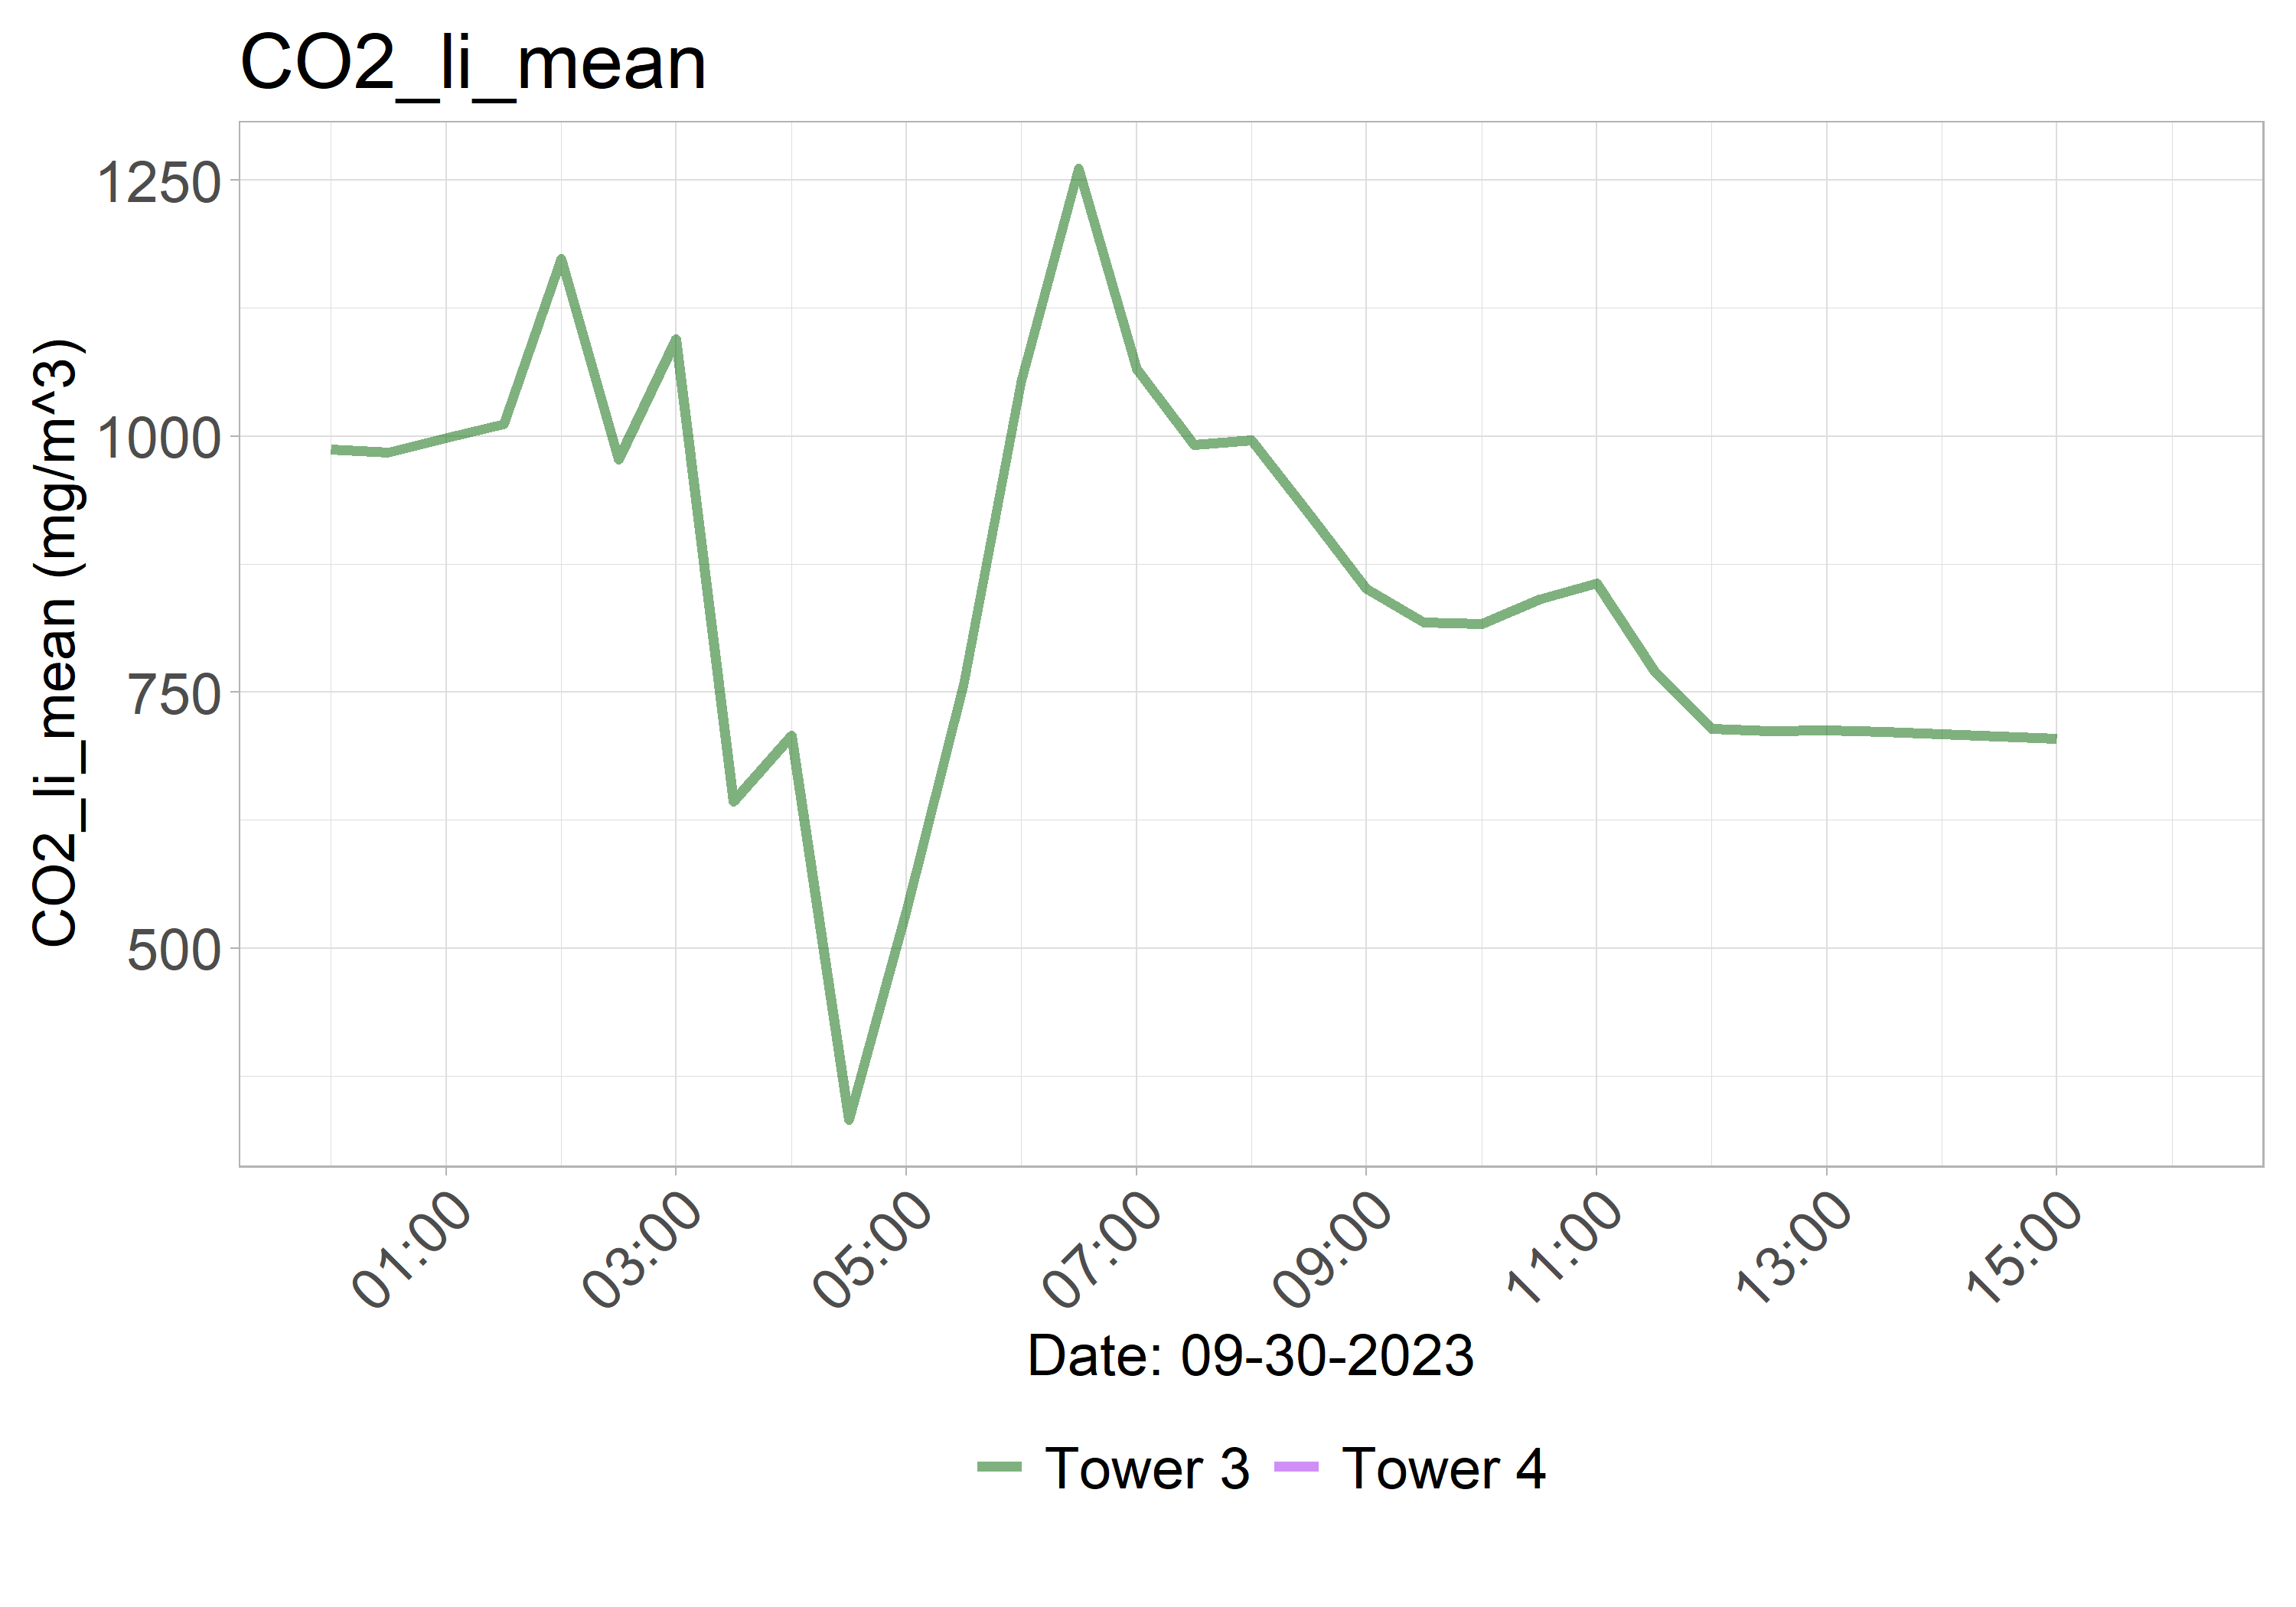 CO2_li_mean
CO2_li_mean (mg/m^3)
1250
1000
750
500
01:00 03:00 05:00 07:00 09:00 11:00 13:00 15:00
Date: 09-30-2023
Tower 3 Tower 4